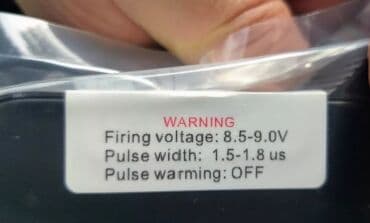 WARNING
Firing voltage: 8.5-9.0V
Pulse width: 1.5-1.8 us
Pulse warming: OFF